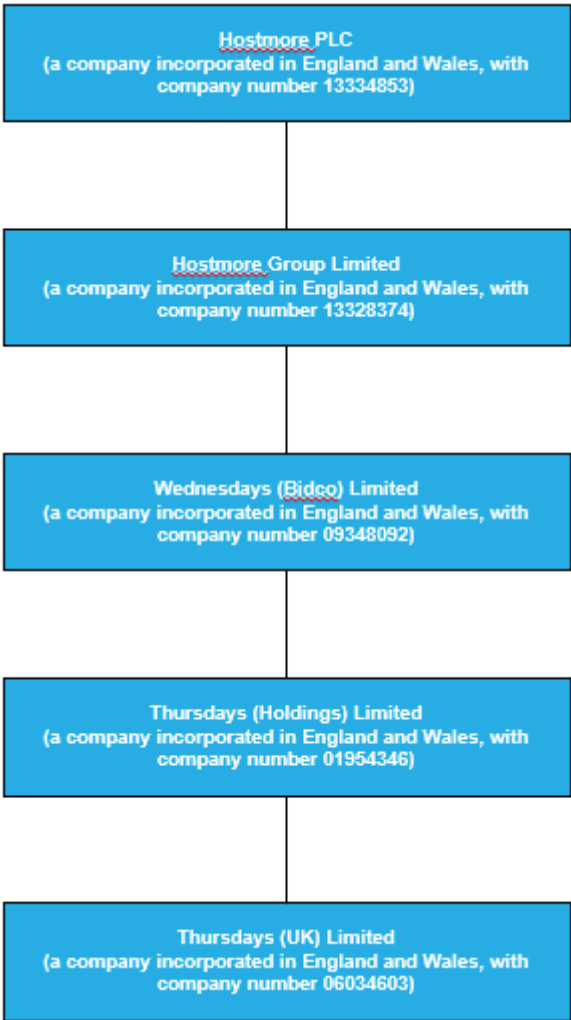 Hostmore PLC
(a company incorporated in England and Wales, with
company number 13334853)
Hostmore Group Limited
(a company incorporated in England and Wales, with
company number 13328374)
Wednesdays (Bidco) Limited
(a company incorporated in England and Wales, with
company number 09348092)
Thursdays (Holdings) Limited
(a company incorporated in England and Wales, with
company number 01954346)
Thursdays (UK) Limited
(a company incorporated in England and Wales, with
company number 06034603)